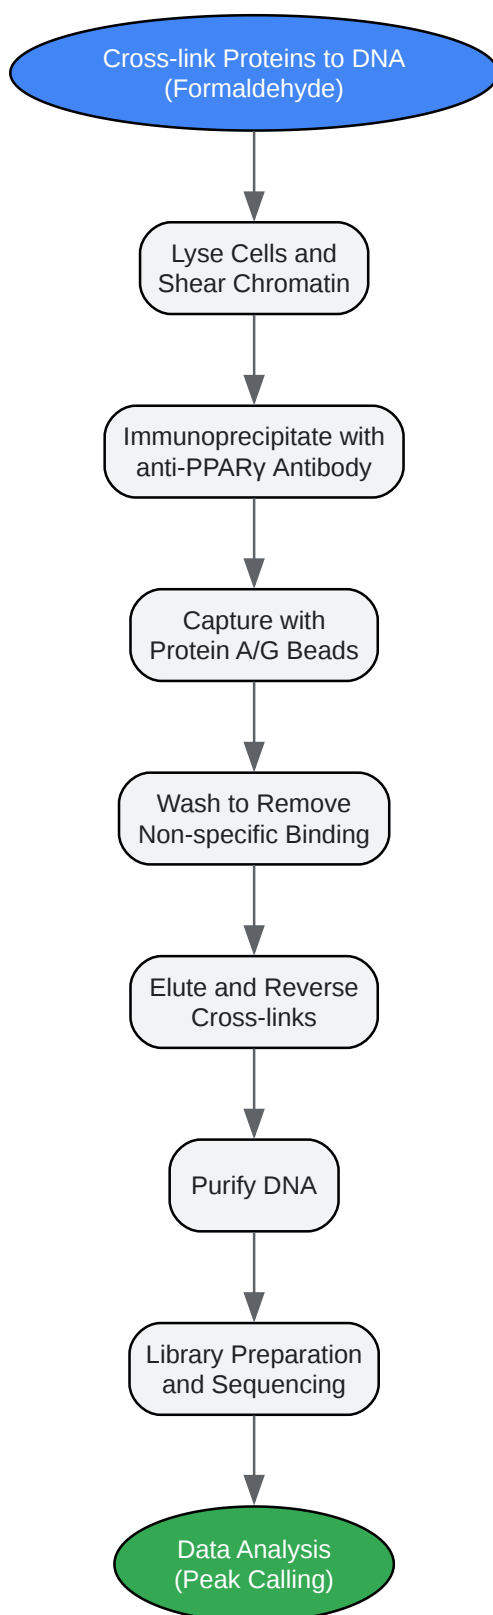 Cross-link Proteins to DNA
(Formaldehyde)
Lyse Cells and
Shear Chromatin
Immunoprecipitate with
anti-PPARγ Antibody
Capture with
Protein A/G Beads
Wash to Remove
Non-specific Binding
Elute and Reverse
Cross-links
Purify DNA
Library Preparation
and Sequencing
Data Analysis
(Peak Calling)